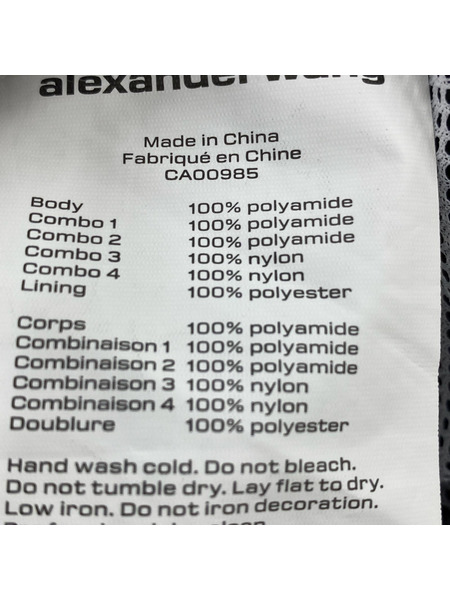 alexander wang
Made in China
Fabriqué en Chine
CA00985
Body 100% polyamide
Combo 1 100% polyamide
Combo 2 100% polyamide
Combo 3 100% nylon
Combo 4 100% nylon
Lining 100% polyester
Corps 100% polyamide
Combinaison 1 100% polyamide
Combinaison 2 100% polyamide
Combinaison 3 100% nylon
Combinaison 4 100% nylon
Doublure 100% polyester
Hand wash cold. Do not bleach.
Do not tumble dry. Lay flat to dry.
Low iron. Do not iron decoration.